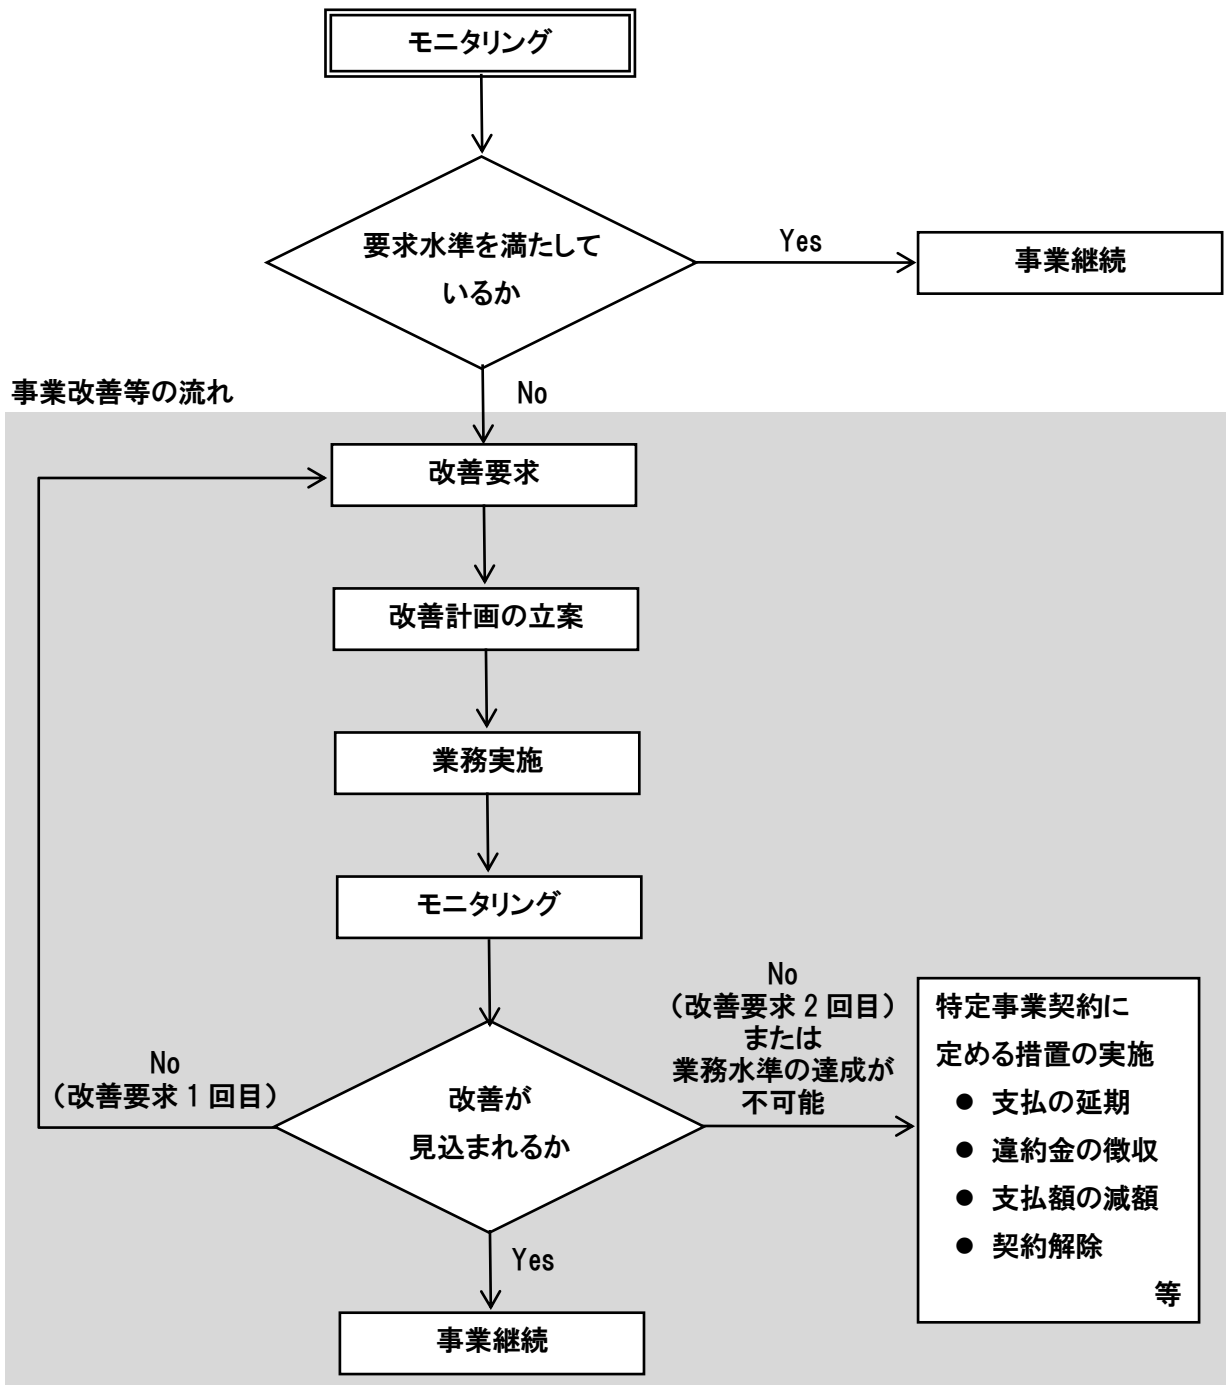 モニタリング
要求水準を満たして
いるか
Yes
事業継続
No
事業改善等の流れ
改善要求
改善計画の立案
業務実施
モニタリング
No
（改善要求１回目）
改善が
見込まれるか
No
（改善要求２回目）
または
業務水準の達成が
不可能
特定事業契約に
定める措置の実施
● 支払の延期
● 違約金の徴収
● 支払額の減額
● 契約解除
等
Yes
事業継続